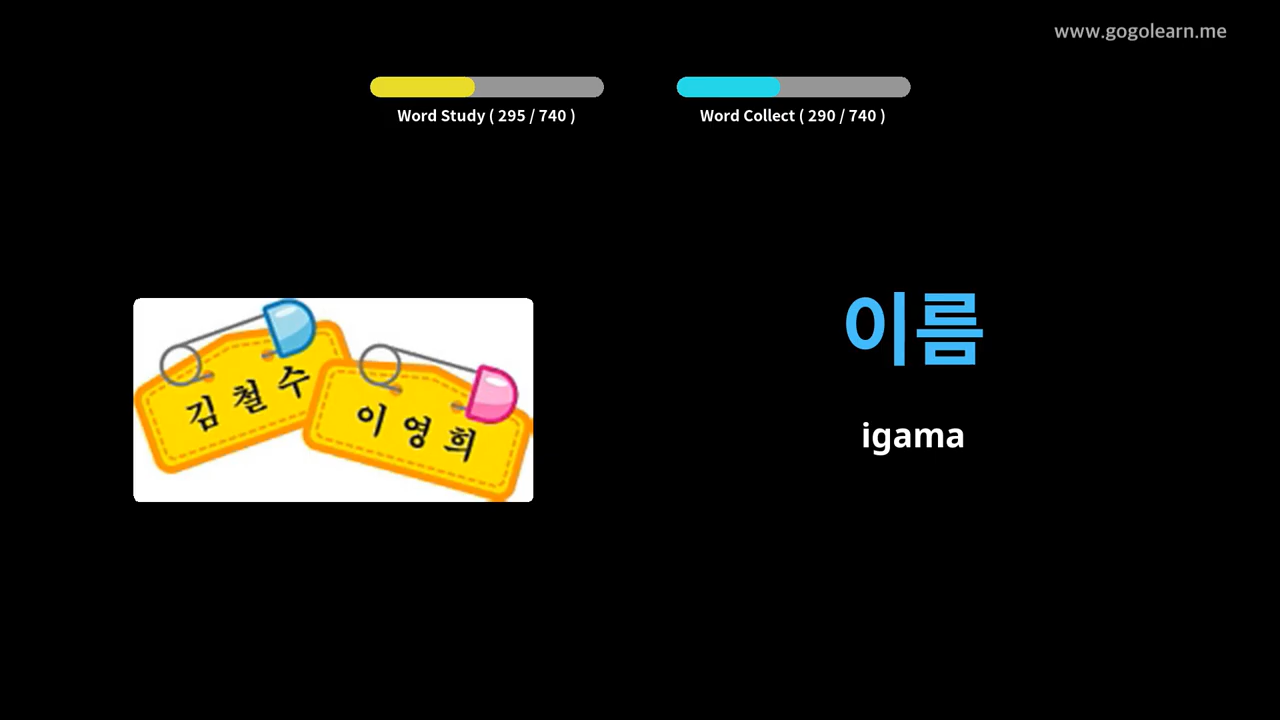 www.gogolearn.me
Word Study ( 295 / 740 )
Word Collect ( 290 / 740 )
김철수
이영희
이름
igama